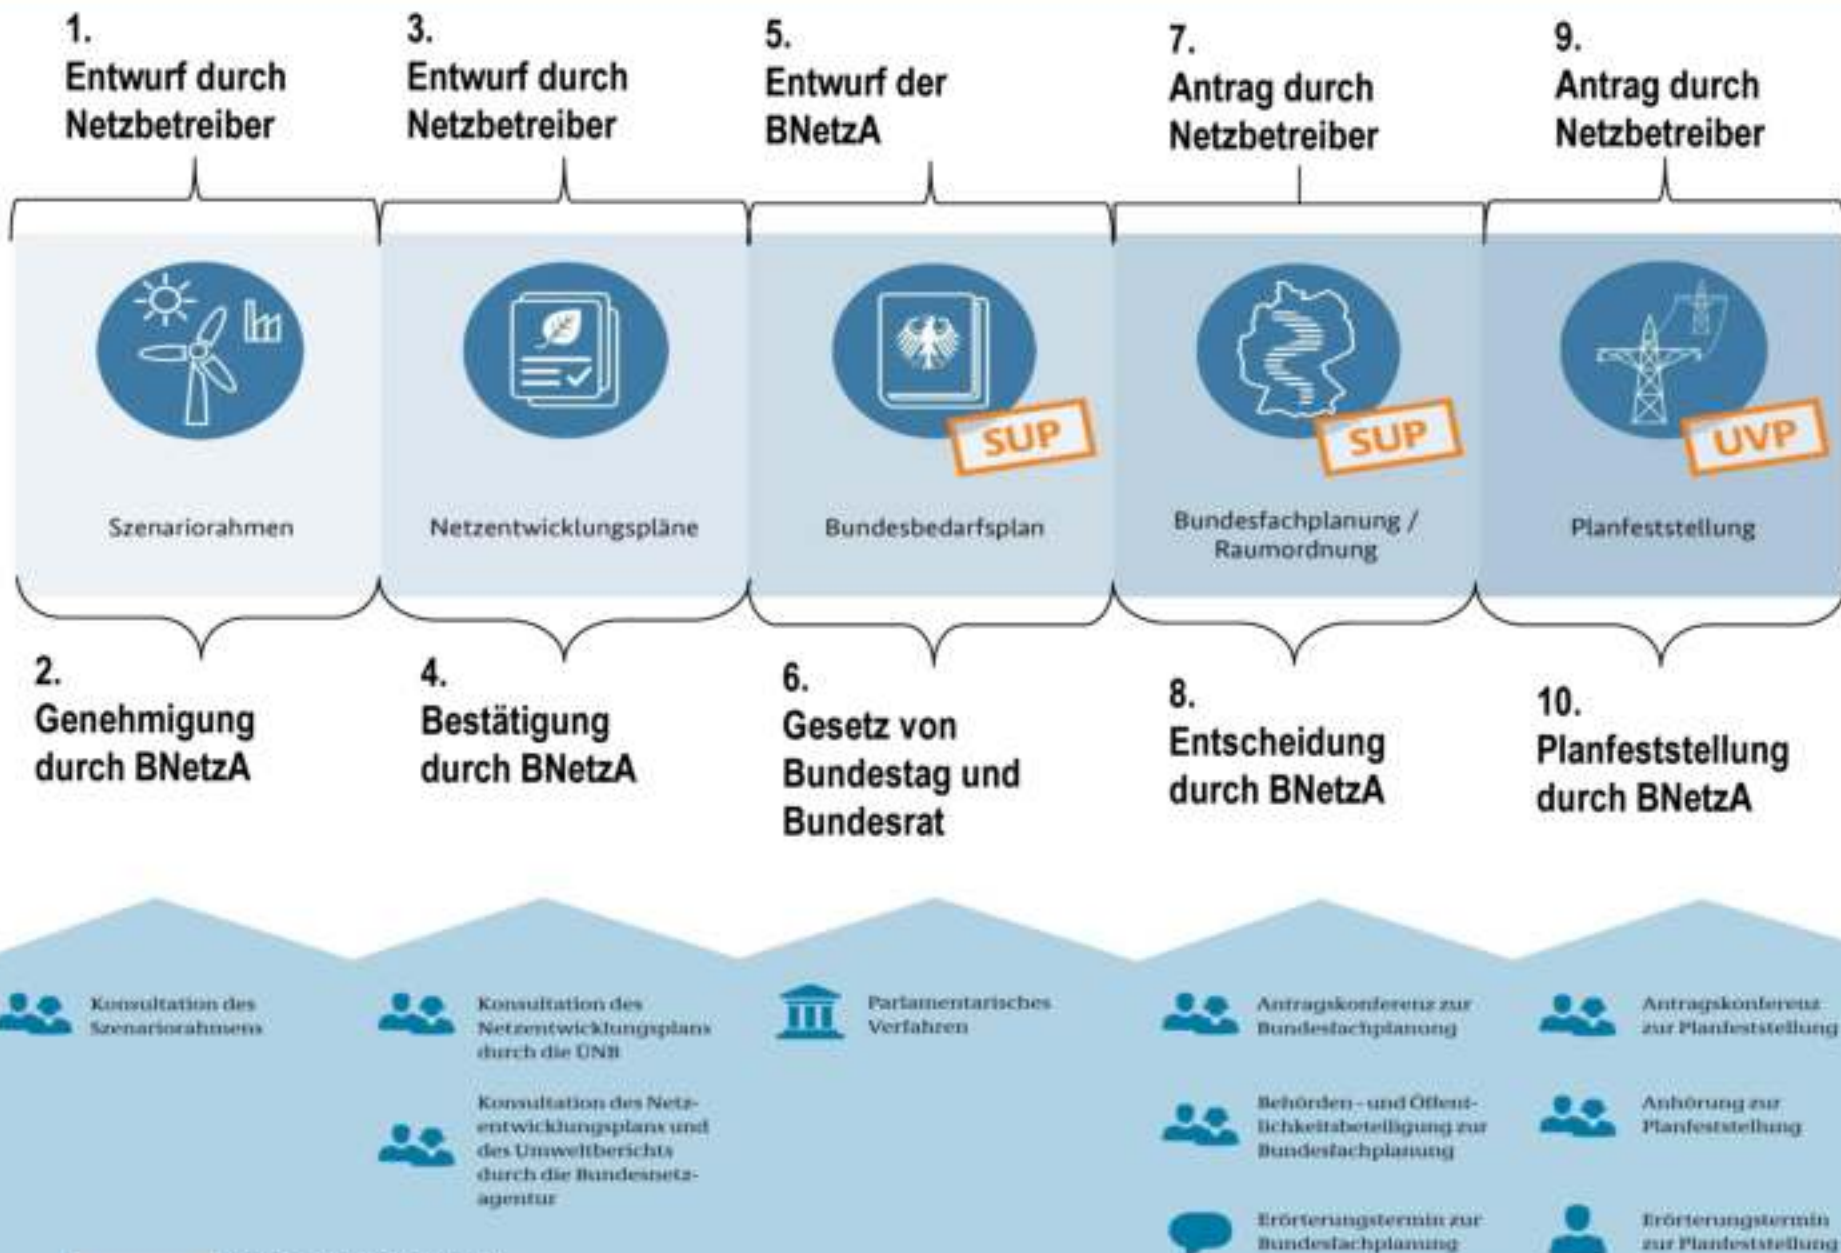 1.
Entwurf durch
Netzbetreiber
3.
Entwurf durch
Netzbetreiber
5.
Entwurf der
BNetzA
7.
Antrag durch
Netzbetreiber
9.
Antrag durch
Netzbetreiber
SUP
SUP
UVP
Szenariorahmen
Netzentwicklungspläne
Bundesbedarfsplan
Bundesfachplanung /
Raumordnung
Planfeststellung
2.
Genehmigung
durch BNetzA
4.
Bestätigung
durch BNetzA
6.
Gesetz von
Bundestag und
Bundesrat
8.
Entscheidung
durch BNetzA
10.
Planfeststellung
durch BNetzA
Konsultation des
Szenariorahmens
Konsultation des
Netzentwicklungsplans
durch die ÜNB
Konsultation des Netz-
entwicklungsplans und
des Umweltberichts
durch die Bundesnetz-
agentur
Parlamentarisches
Verfahren
Antragskonferenz zur
Bundesfachplanung
Behörden- und Öffent-
lichkeitsbeteiligung zur
Bundesfachplanung
Erörterungstermin zur
Bundesfachplanung
Antragskonferenz
zur Planfeststellung
Anhörung zur
Planfeststellung
Erörterungstermin
zur Planfeststellung